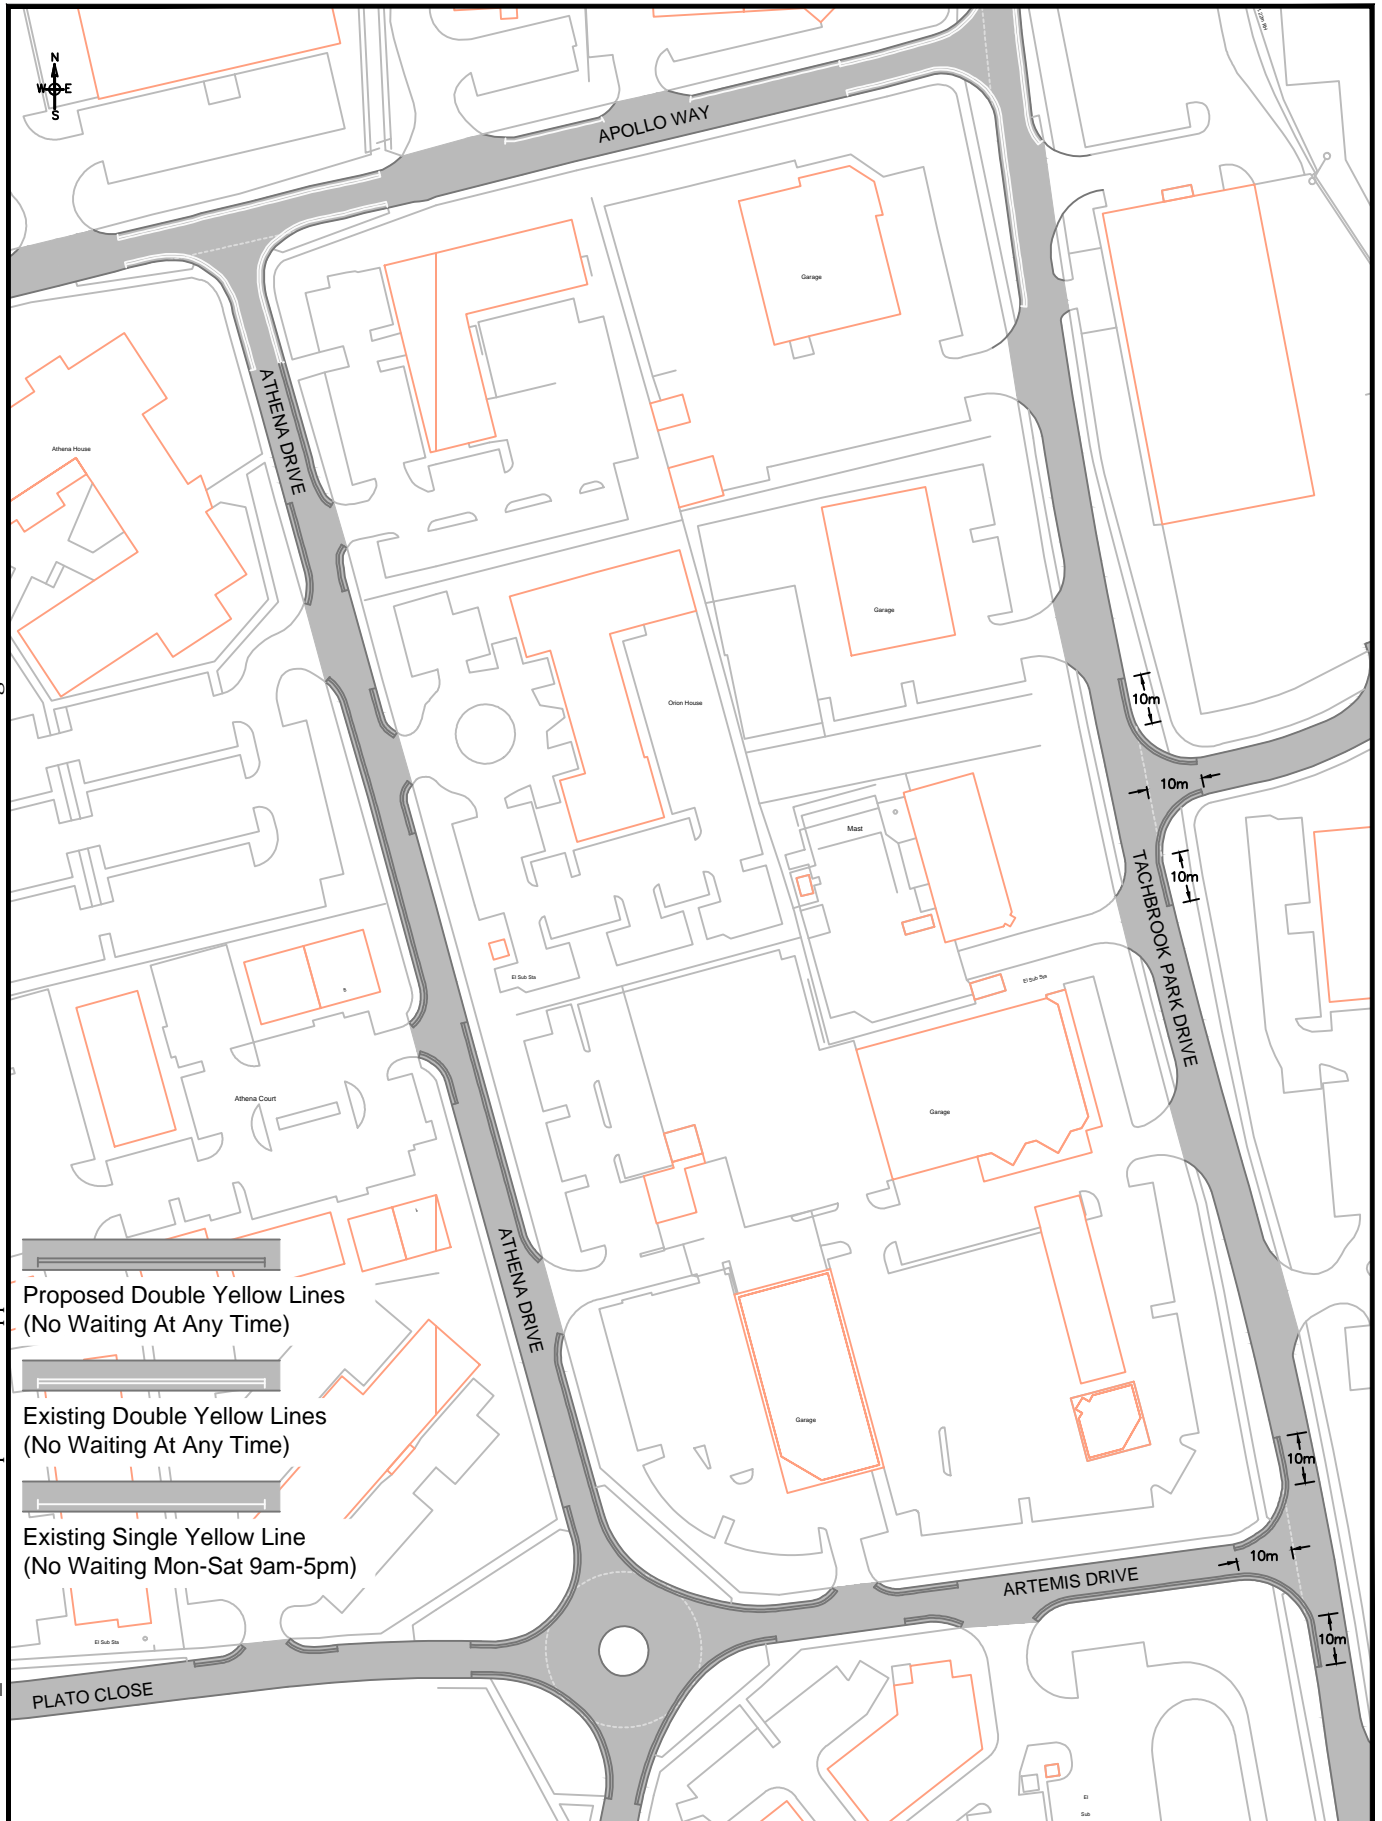 N
W E
S
APOLLO WAY
Garage
ATHENA DRIVE
Athena House
Garage
Orion House
10m
10m
Mast
10m
TACHBROOK PARK DRIVE
El Sub Sta
El Sub Sta
Athena Court
Garage
ATHENA DRIVE
Proposed Double Yellow Lines
(No Waiting At Any Time)
Existing Double Yellow Lines
(No Waiting At Any Time)
Garage
10m
Existing Single Yellow Line
(No Waiting Mon-Sat 9am-5pm)
10m
ARTEMIS DRIVE
10m
El Sub Sta
PLATO CLOSE
El
Sub